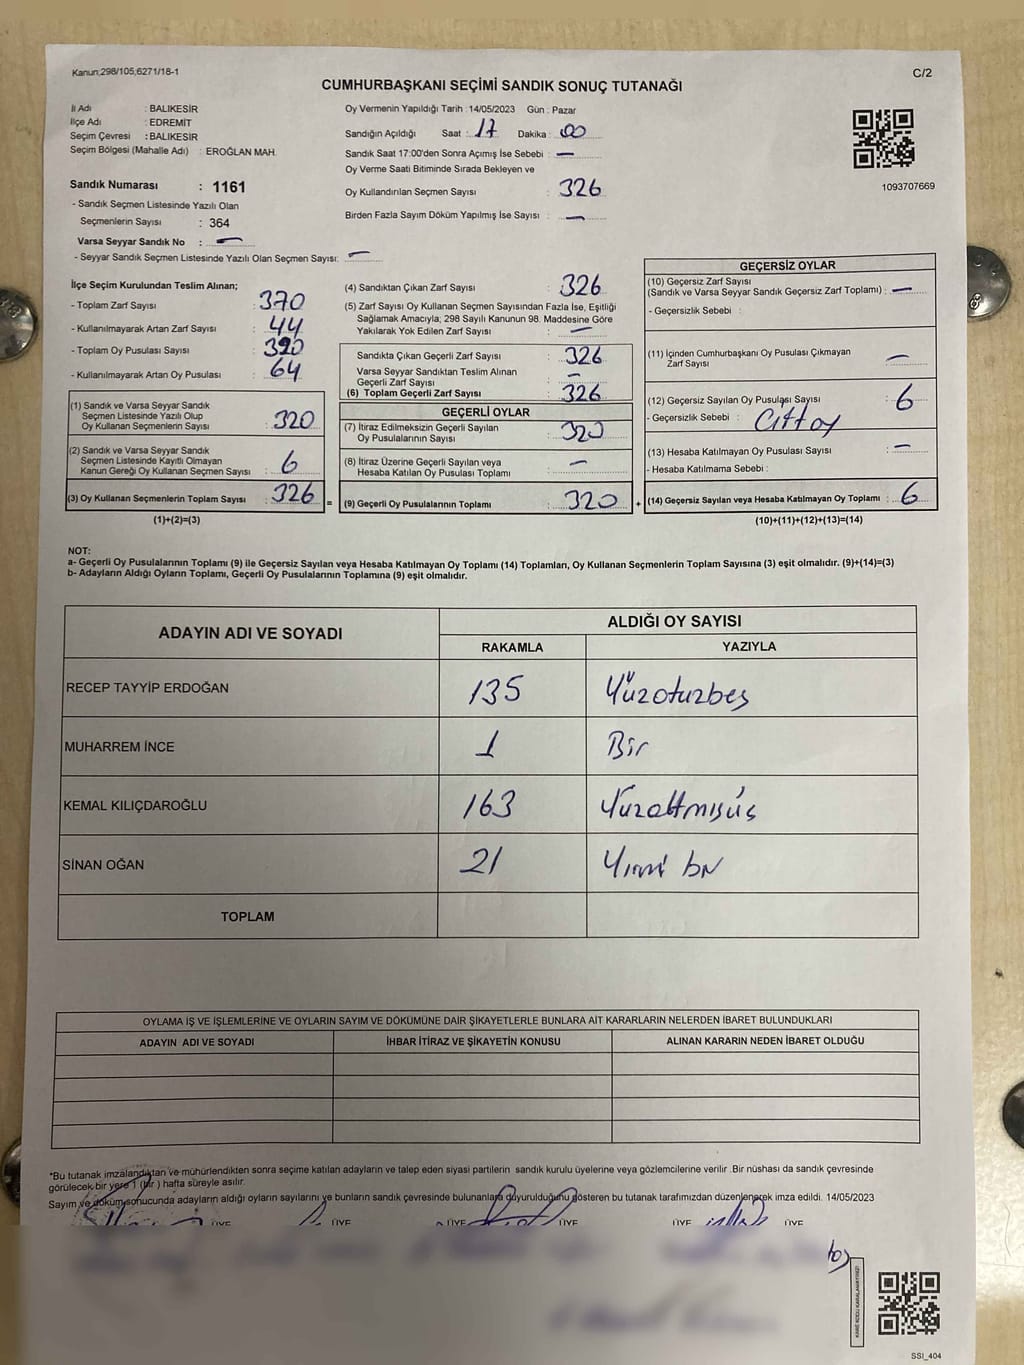 Kanun;298/105;6271/18-1
C/2
CUMHURBAŞKANI SEÇİMİ SANDIK SONUÇ TUTANAĞI
İl Adı : BALIKESİR
İlçe Adı : EDREMİT
Seçim Çevresi : BALIKESİR
Seçim Bölgesi (Mahalle Adı) : EROĞLAN MAH.
Sandık Numarası : 1161
- Sandık Seçmen Listesinde Yazılı Olan
Seçmenlerin Sayısı : 364
Varsa Seyyar Sandık No : —
- Seyyar Sandık Seçmen Listesinde Yazılı Olan Seçmen Sayısı: —
Oy Vermenin Yapıldığı Tarih : 14/05/2023 Gün : Pazar
Sandığın Açıldığı Saat : 17 Dakika : 00
Sandık Saat 17:00'den Sonra Açımış İse Sebebi : —
Oy Verme Saati Bitiminde Sırada Bekleyen ve
Oy Kullandırılan Seçmen Sayısı : 326
Birden Fazla Sayım Döküm Yapılmış İse Sayısı : —
1093707669
İlçe Seçim Kurulundan Teslim Alınan;
- Toplam Zarf Sayısı : 370
- Kullanılmayarak Artan Zarf Sayısı : 44
- Toplam Oy Pusulası Sayısı : 390
- Kullanılmayarak Artan Oy Pusulası : 64
(1) Sandık ve Varsa Seyyar Sandık
Seçmen Listesinde Yazılı Olup
Oy Kullanan Seçmenlerin Sayısı : 320
(2) Sandık ve Varsa Seyyar Sandık
Seçmen Listesinde Kayıtlı Olmayan
Kanun Gereği Oy Kullanan Seçmen Sayısı : 6
(3) Oy Kullanan Seçmenlerin Toplam Sayısı : 326 =
(1)+(2)=(3)
(4) Sandıktan Çıkan Zarf Sayısı : 326
(5) Zarf Sayısı Oy Kullanan Seçmen Sayısından Fazla İse, Eşitliği
Sağlamak Amacıyla; 298 Sayılı Kanunun 98. Maddesine Göre
Yakılarak Yok Edilen Zarf Sayısı : —
Sandıkta Çıkan Geçerli Zarf Sayısı : 326
Varsa Seyyar Sandıktan Teslim Alınan
Geçerli Zarf Sayısı : —
(6) Toplam Geçerli Zarf Sayısı : 326
GEÇERLİ OYLAR
(7) İtiraz Edilmeksizin Geçerli Sayılan
Oy Pusulalarının Sayısı : 320
(8) İtiraz Üzerine Geçerli Sayılan veya
Hesaba Katılan Oy Pusulası Toplamı : —
(9) Geçerli Oy Pusulalarının Toplamı : 320 +
GEÇERSİZ OYLAR
(10) Geçersiz Zarf Sayısı
(Sandık ve Varsa Seyyar Sandık Geçersiz Zarf Toplamı) : —
- Geçersizlik Sebebi :
(11) İçinden Cumhurbaşkanı Oy Pusulası Çıkmayan
Zarf Sayısı : —
(12) Geçersiz Sayılan Oy Pusulası Sayısı : 6
- Geçersizlik Sebebi : Cift oy
(13) Hesaba Katılmayan Oy Pusulası Sayısı : —
- Hesaba Katılmama Sebebi :
(14) Geçersiz Sayılan veya Hesaba Katılmayan Oy Toplamı : 6
(10)+(11)+(12)+(13)=(14)
NOT:
a- Geçerli Oy Pusulalarının Toplamı (9) ile Geçersiz Sayılan veya Hesaba Katılmayan Oy Toplamı (14) Toplamları, Oy Kullanan Seçmenlerin Toplam Sayısına (3) eşit olmalıdır. (9)+(14)=(3)
b- Adayların Aldığı Oyların Toplamı, Geçerli Oy Pusulalarının Toplamına (9) eşit olmalıdır.
ADAYIN ADI VE SOYADI
ALDIĞI OY SAYISI
RAKAMLA YAZIYLA
RECEP TAYYİP ERDOĞAN 135 Yüzotuzbeş
MUHARREM İNCE 1 Bir
KEMAL KILIÇDAROĞLU 163 Yüzaltmışüç
SİNAN OĞAN 21 Yirmi bir
TOPLAM
OYLAMA İŞ VE İŞLEMLERİNE VE OYLARIN SAYIM VE DÖKÜMÜNE DAİR ŞİKAYETLERLE BUNLARA AİT KARARLARIN NELERDEN İBARET BULUNDUKLARI
ADAYIN ADI VE SOYADI İHBAR İTİRAZ VE ŞİKAYETİN KONUSU ALINAN KARARIN NEDEN İBARET OLDUĞU
*Bu tutanak imzalandıktan ve mühürlendikten sonra seçime katılan adayların ve talep eden siyasi partilerin sandık kurulu üyelerine veya gözlemcilerine verilir .Bir nüshası da sandık çevresinde
görülecek bir yere 1 (bir ) hafta süreyle asılır.
Sayım ve döküm sonucunda adayların aldığı oyların sayılarını ve bunların sandık çevresinde bulunanlara duyurulduğunu gösteren bu tutanak tarafımızdan düzenlenerek imza edildi. 14/05/2023
ÜYE ÜYE ÜYE ÜYE ÜYE ÜYE
KARE KODU KARALAMAYINIZ!
SSI_404